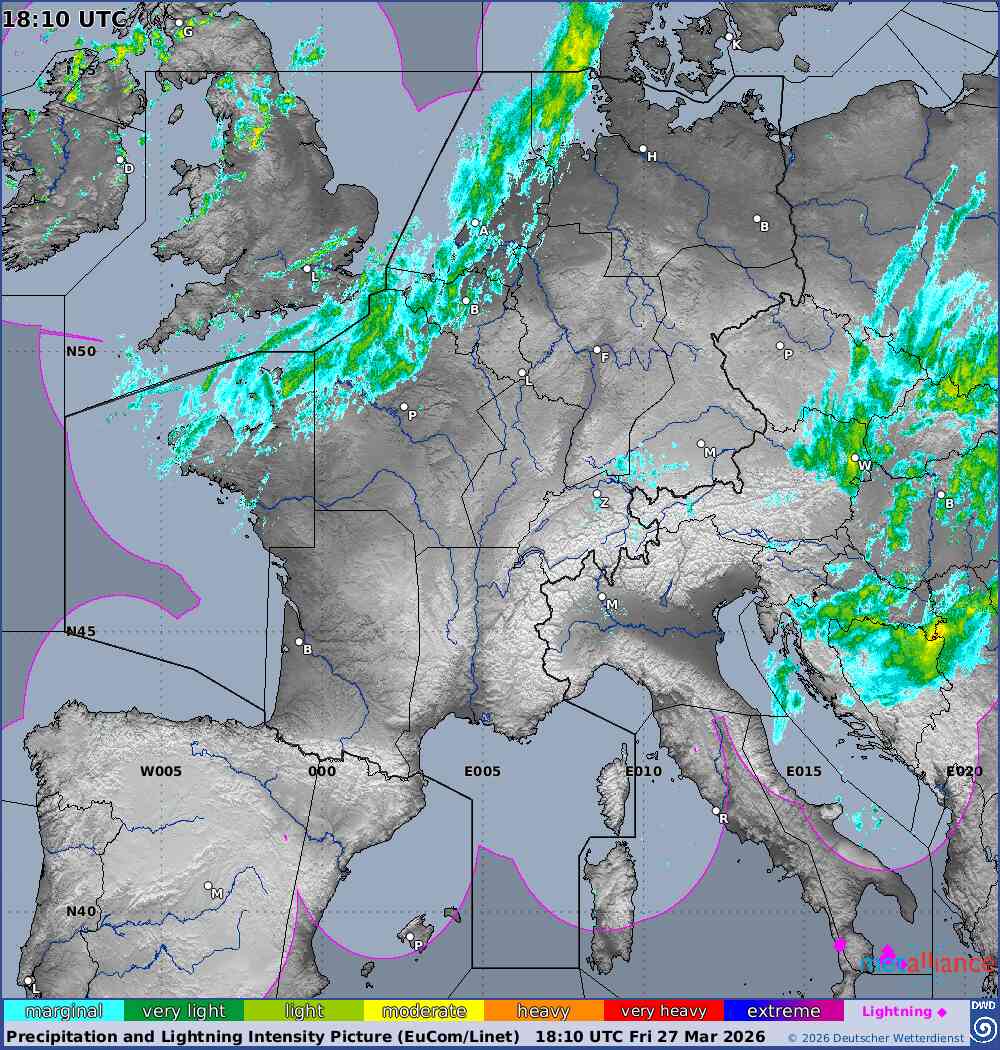 18:10 UTC
G
K
N55
D
H
B
A
L
B
N50
F
P
L
P
M
W
Z
B
M
N45
B
W005
000
E005
E010
E015
E020
R
M
N40
P
L
meteoalliance
marginal
very light
light
moderate
heavy
very heavy
extreme
Lightning
DWD
Precipitation and Lightning Intensity Picture (EuCom/Linet) 18:10 UTC Fri 27 Mar 2026 © 2026 Deutscher Wetterdienst